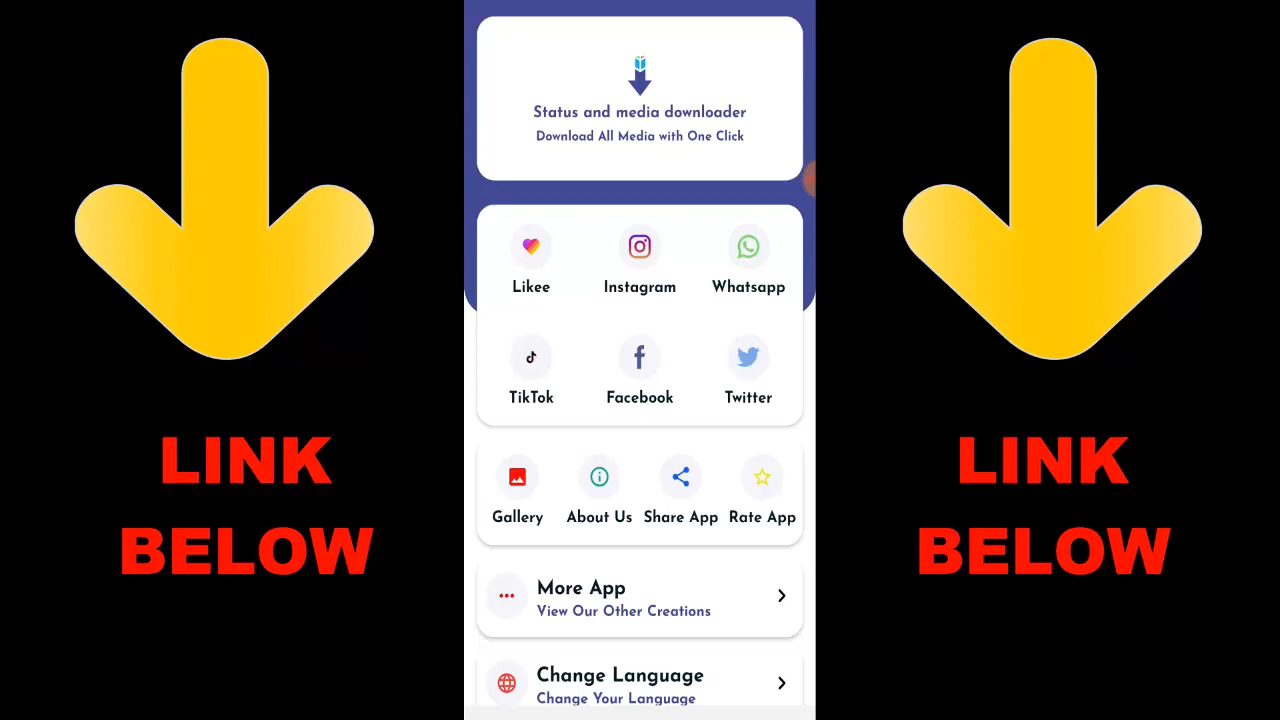 Status and media downloader
Download All Media with One Click
Likee
Instagram
Whatsapp
TikTok
Facebook
Twitter
Gallery
About Us
Share App
Rate App
More App
View Our Other Creations
Change Language
Change Your Language
LINK
BELOW
LINK
BELOW